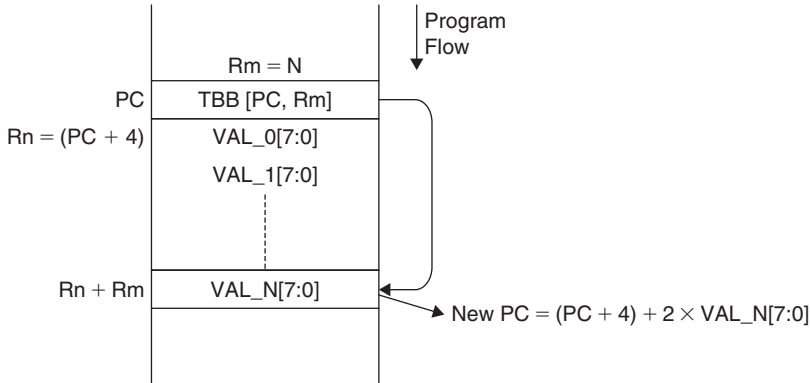 Program
Flow
Rm = N
PC
TBB [PC, Rm]
Rn = (PC + 4)
VAL_0[7:0]
VAL_1[7:0]
Rn + Rm
VAL_N[7:0]
New PC = (PC + 4) + 2 × VAL_N[7:0]